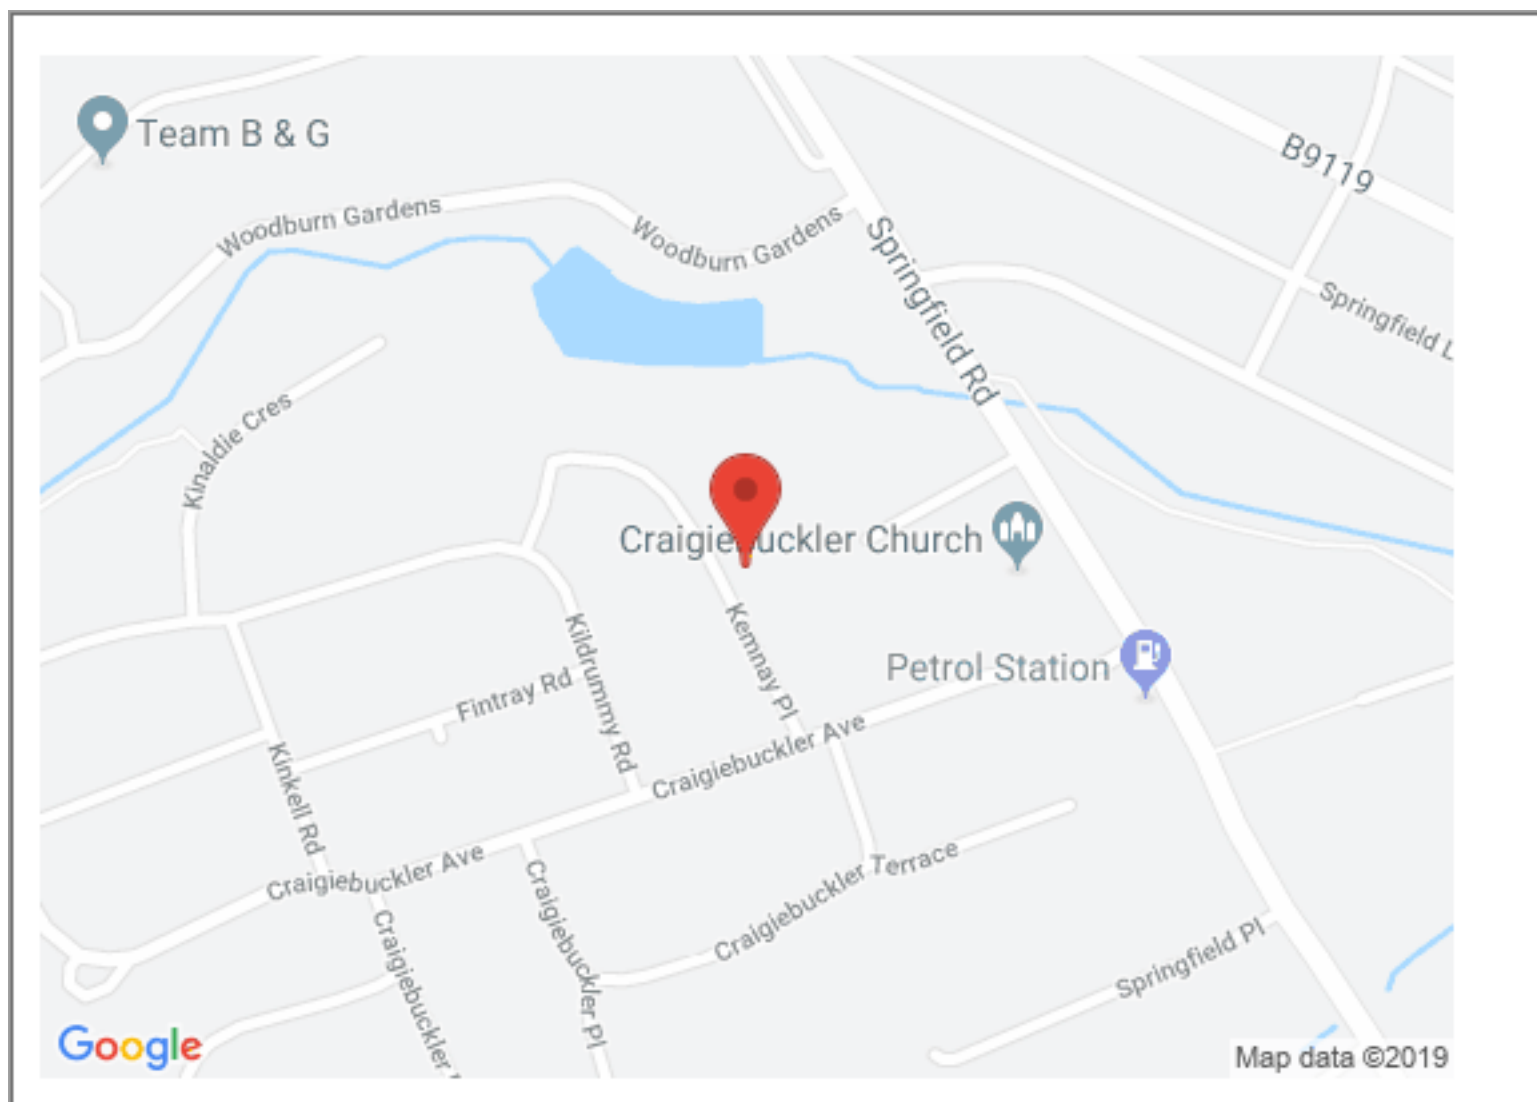 Team B & G
B9119
Woodburn Gardens
Woodburn Gardens
Springfield Rd
Springfield L
Kinaldie Cres
Craigiebuckler Church
Kemnay Pl
Kildrummy Rd
Petrol Station
Fintray Rd
Craigiebuckler Ave
Kinkell Rd
Craigiebuckler Ave
Craigiebuckler Terrace
Craigiebuckler Pl
Craigiebuckler
Springfield Pl
Google
Map data ©2019